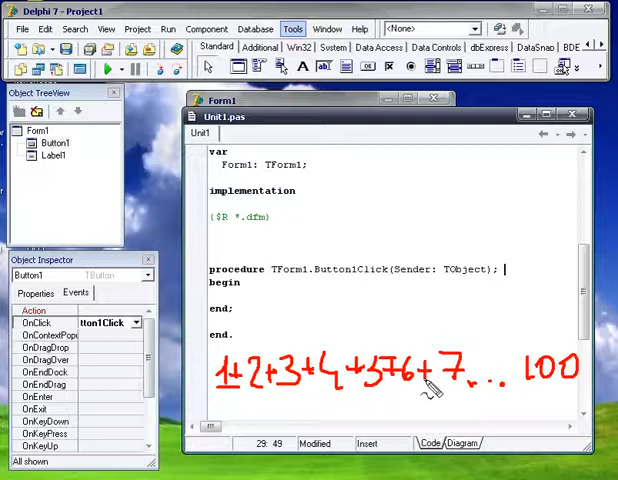 Delphi 7 - Project1
File Edit Search View Project Run Component Database Tools Window Help <None>
Standard Additional Win32 System Data Access Data Controls dbExpress DataSnap BDE
Object TreeView
Form1
Button1
Label1
Form1
Unit1.pas
Unit1
var
Form1: TForm1;
implementation
{$R *.dfm}
procedure TForm1.Button1Click(Sender: TObject);
begin
end;
end.
1+2+3+4+5+6+7... 100
29: 49 Modified Insert Code Diagram
Object Inspector
Button1 TButton
Properties Events
Action
OnClick tton1Click
OnContextPopu
OnDragDrop
OnDragOver
OnEndDock
OnEndDrag
OnEnter
OnExit
OnKeyDown
OnKeyPress
OnKeyUp
All shown